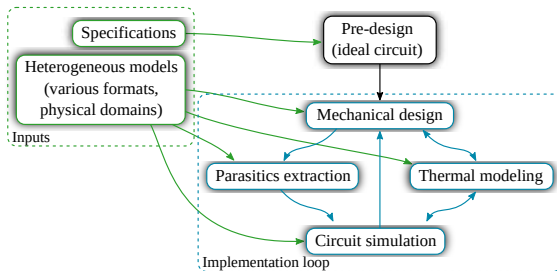 Specifications
Pre-design
(ideal circuit)
Heterogeneous models
(various formats,
physical domains)
Inputs
Mechanical design
Parasitics extraction
Thermal modeling
Circuit simulation
Implementation loop